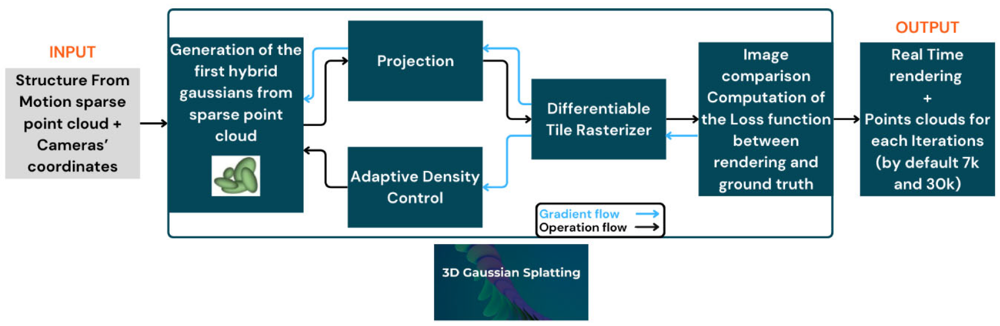 INPUT
Structure From
Motion sparse
point cloud +
Cameras’
coordinates
Generation of the
first hybrid
gaussians from
sparse point
cloud
Projection
Adaptive Density
Control
Differentiable
Tile Rasterizer
Image
comparison
Computation of
the Loss function
between
rendering and
ground truth
Gradient flow
Operation flow
OUTPUT
Real Time
rendering
+
Points clouds for
each Iterations
(by default 7k
and 30k)
3D Gaussian Splatting